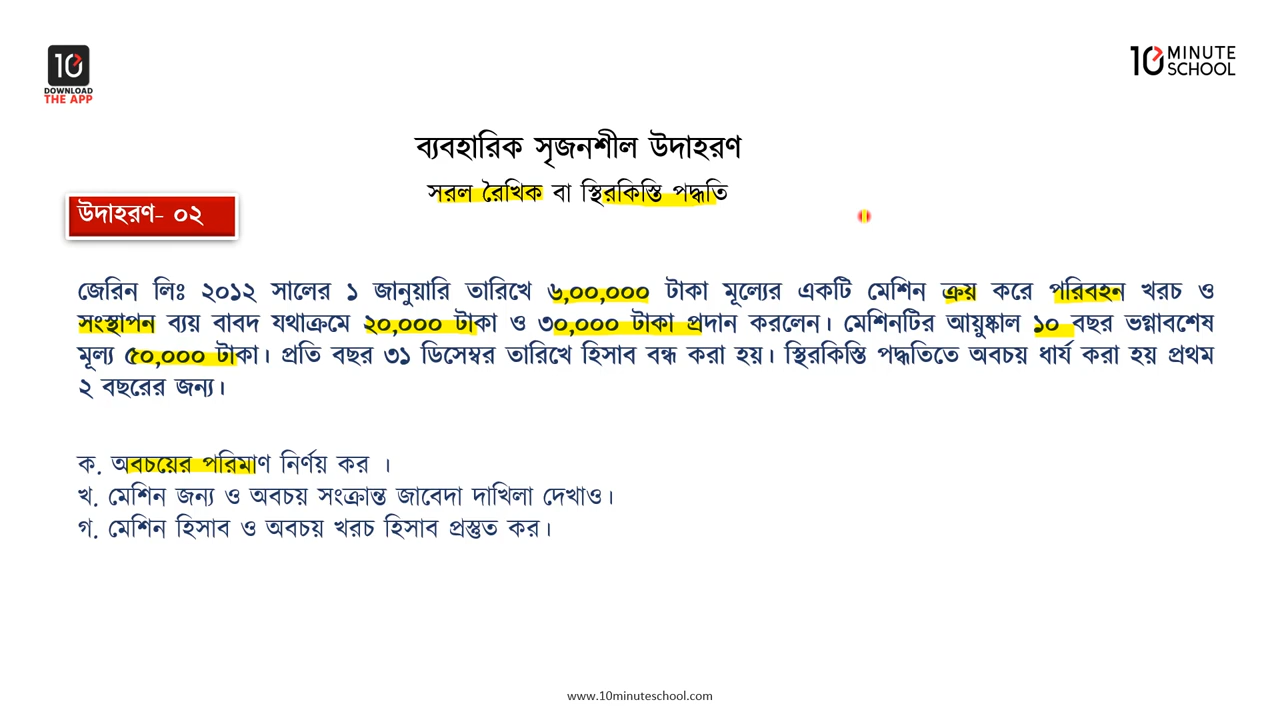 10
DOWNLOAD
THE APP
10 MINUTE
SCHOOL
ব্যবহারিক সৃজনশীল উদাহরণ
সরল রৈখিক বা স্থিরকিস্তি পদ্ধতি
উদাহরণ- ০২
জেরিন লিঃ ২০১২ সালের ১ জানুয়ারি তারিখে ৬,০০,০০০ টাকা মূল্যের একটি মেশিন ক্রয় করে পরিবহন খরচ ও
সংস্থাপন ব্যয় বাবদ যথাক্রমে ২০,০০০ টাকা ও ৩০,০০০ টাকা প্রদান করলেন। মেশিনটির আয়ুষ্কাল ১০ বছর ভগ্নাবশেষ
মূল্য ৫০,০০০ টাকা। প্রতি বছর ৩১ ডিসেম্বর তারিখে হিসাব বন্ধ করা হয়। স্থিরকিস্তি পদ্ধতিতে অবচয় ধার্য করা হয় প্রথম
২ বছরের জন্য।
ক. অবচয়ের পরিমাণ নির্ণয় কর ।
খ. মেশিন জন্য ও অবচয় সংক্রান্ত জাবেদা দাখিলা দেখাও।
গ. মেশিন হিসাব ও অবচয় খরচ হিসাব প্রস্তুত কর।
www.10minuteschool.com